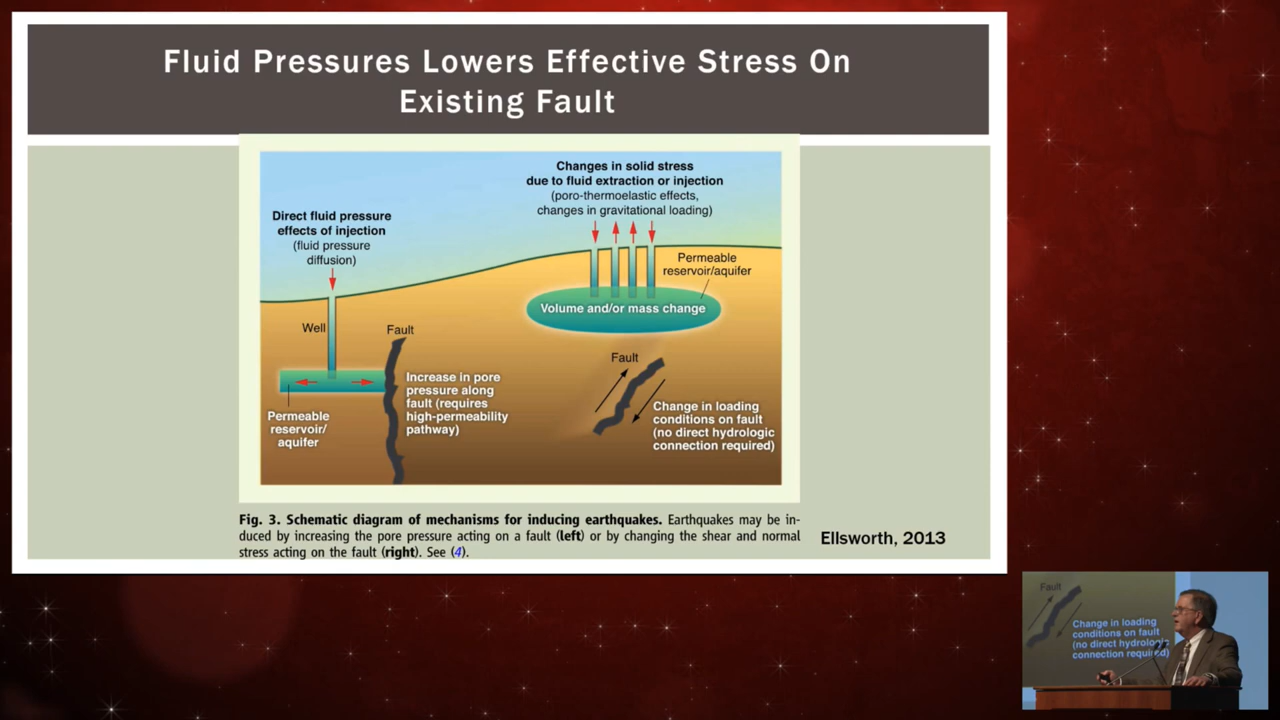 Fluid Pressures Lowers Effective Stress On
Existing Fault
Direct fluid pressure
effects of injection
(fluid pressure
diffusion)
Well
Fault
Permeable
reservoir/
aquifer
Increase in pore
pressure along
fault (requires
high-permeability
pathway)
Changes in solid stress
due to fluid extraction or injection
(poro-thermoelastic effects,
changes in gravitational loading)
Permeable
reservoir/aquifer
Volume and/or mass change
Fault
Change in loading
conditions on fault
(no direct hydrologic
connection required)
Fig. 3. Schematic diagram of mechanisms for inducing earthquakes. Earthquakes may be in-
duced by increasing the pore pressure acting on a fault (left) or by changing the shear and normal
stress acting on the fault (right). See (4).
Ellsworth, 2013
Fault
Change in loading
conditions on fault
(no direct hydrologic
connection required)